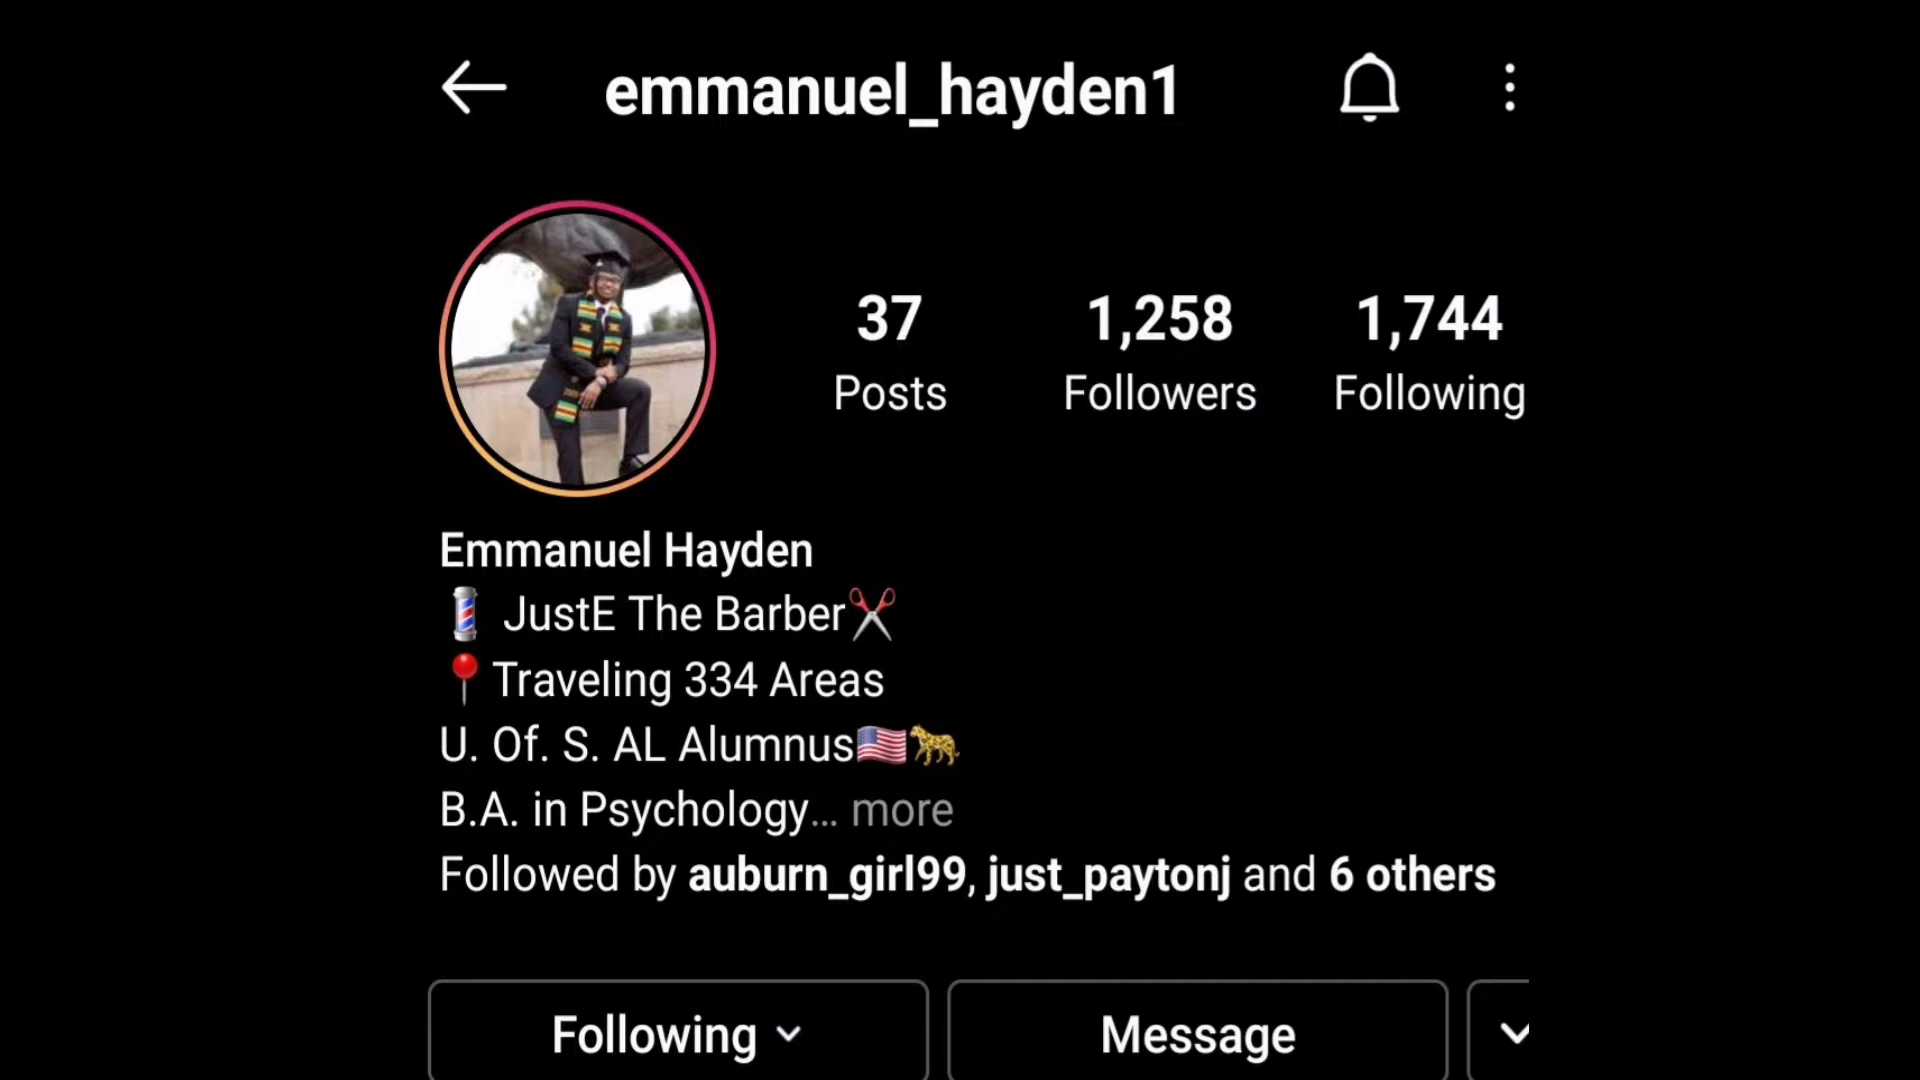 emmanuel_hayden1
37 1,258 1,744
Posts Followers Following
Emmanuel Hayden
💈 JustE The Barber✂️
📍Traveling 334 Areas
U. Of. S. AL Alumnus🇺🇸🐆
B.A. in Psychology... more
Followed by auburn_girl99, just_paytonj and 6 others
Following Message